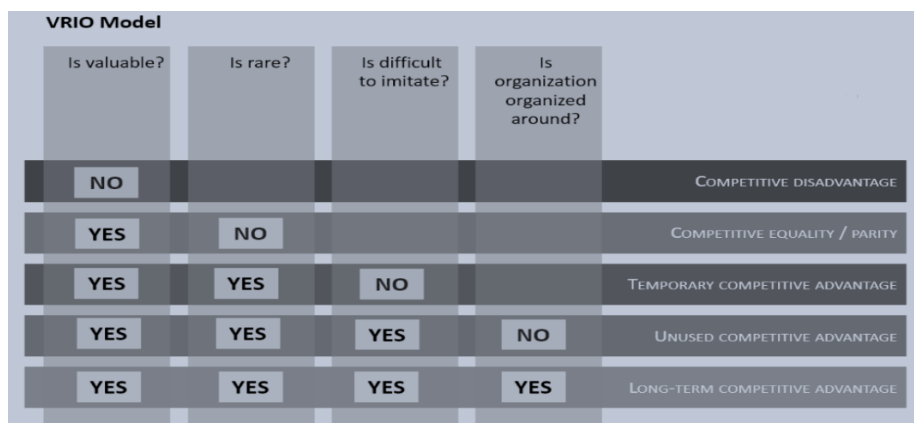 VRIO Model
Is valuable?
Is rare?
Is difficult
to imitate?
Is
organization
organized
around?
NO
COMPETITIVE DISADVANTAGE
YES
NO
COMPETITIVE EQUALITY / PARITY
YES
YES
NO
TEMPORARY COMPETITIVE ADVANTAGE
YES
YES
YES
NO
UNUSED COMPETITIVE ADVANTAGE
YES
YES
YES
YES
LONG-TERM COMPETITIVE ADVANTAGE